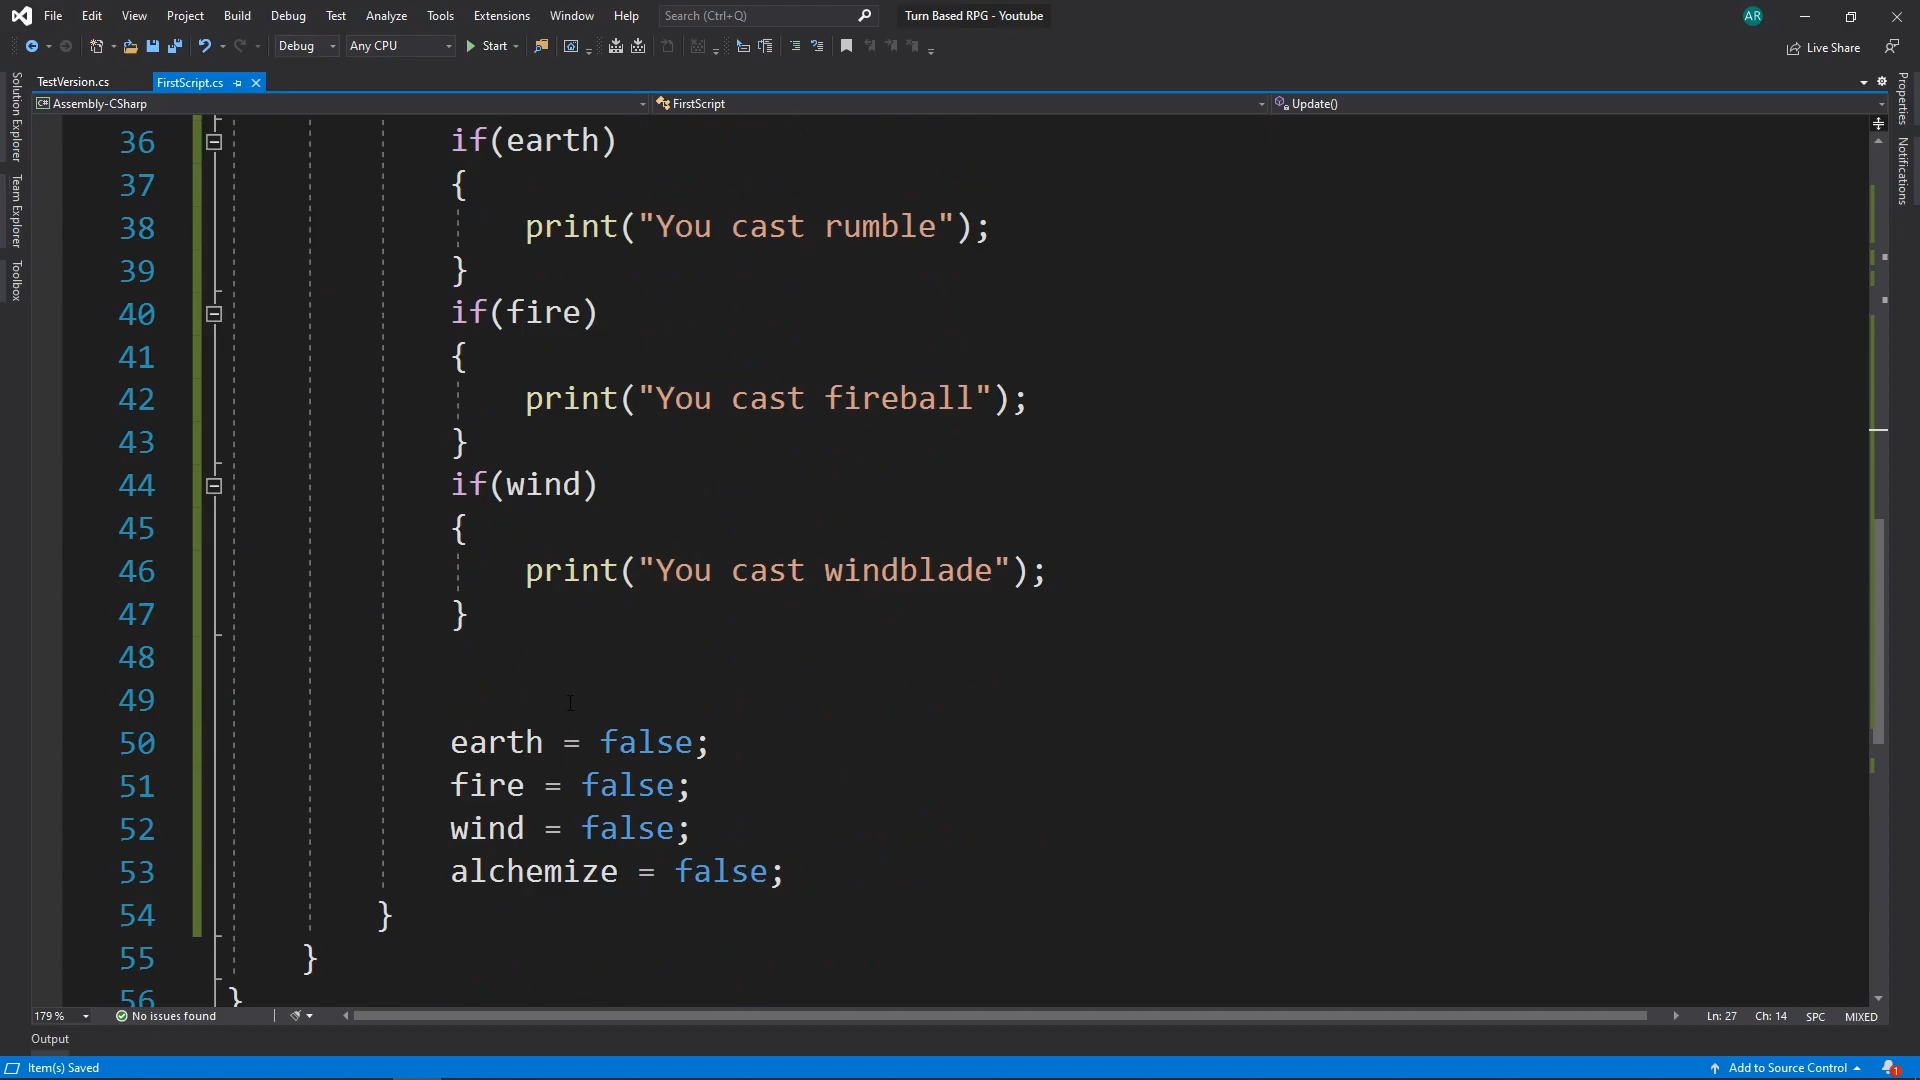 File Edit View Project Build Debug Test Analyze Tools Extensions Window Help Search (Ctrl+Q) Turn Based RPG - Youtube AR
Debug Any CPU Start Live Share
TestVersion.cs FirstScript.cs
Assembly-CSharp FirstScript Update()
Solution Explorer
Team Explorer
Toolbox
Properties
Notifications
36 if(earth)
37 {
38 print("You cast rumble");
39 }
40 if(fire)
41 {
42 print("You cast fireball");
43 }
44 if(wind)
45 {
46 print("You cast windblade");
47 }
48
49
50 earth = false;
51 fire = false;
52 wind = false;
53 alchemize = false;
54 }
55 }
56 }
179 % No issues found Ln: 27 Ch: 14 SPC MIXED
Output
Item(s) Saved Add to Source Control 1